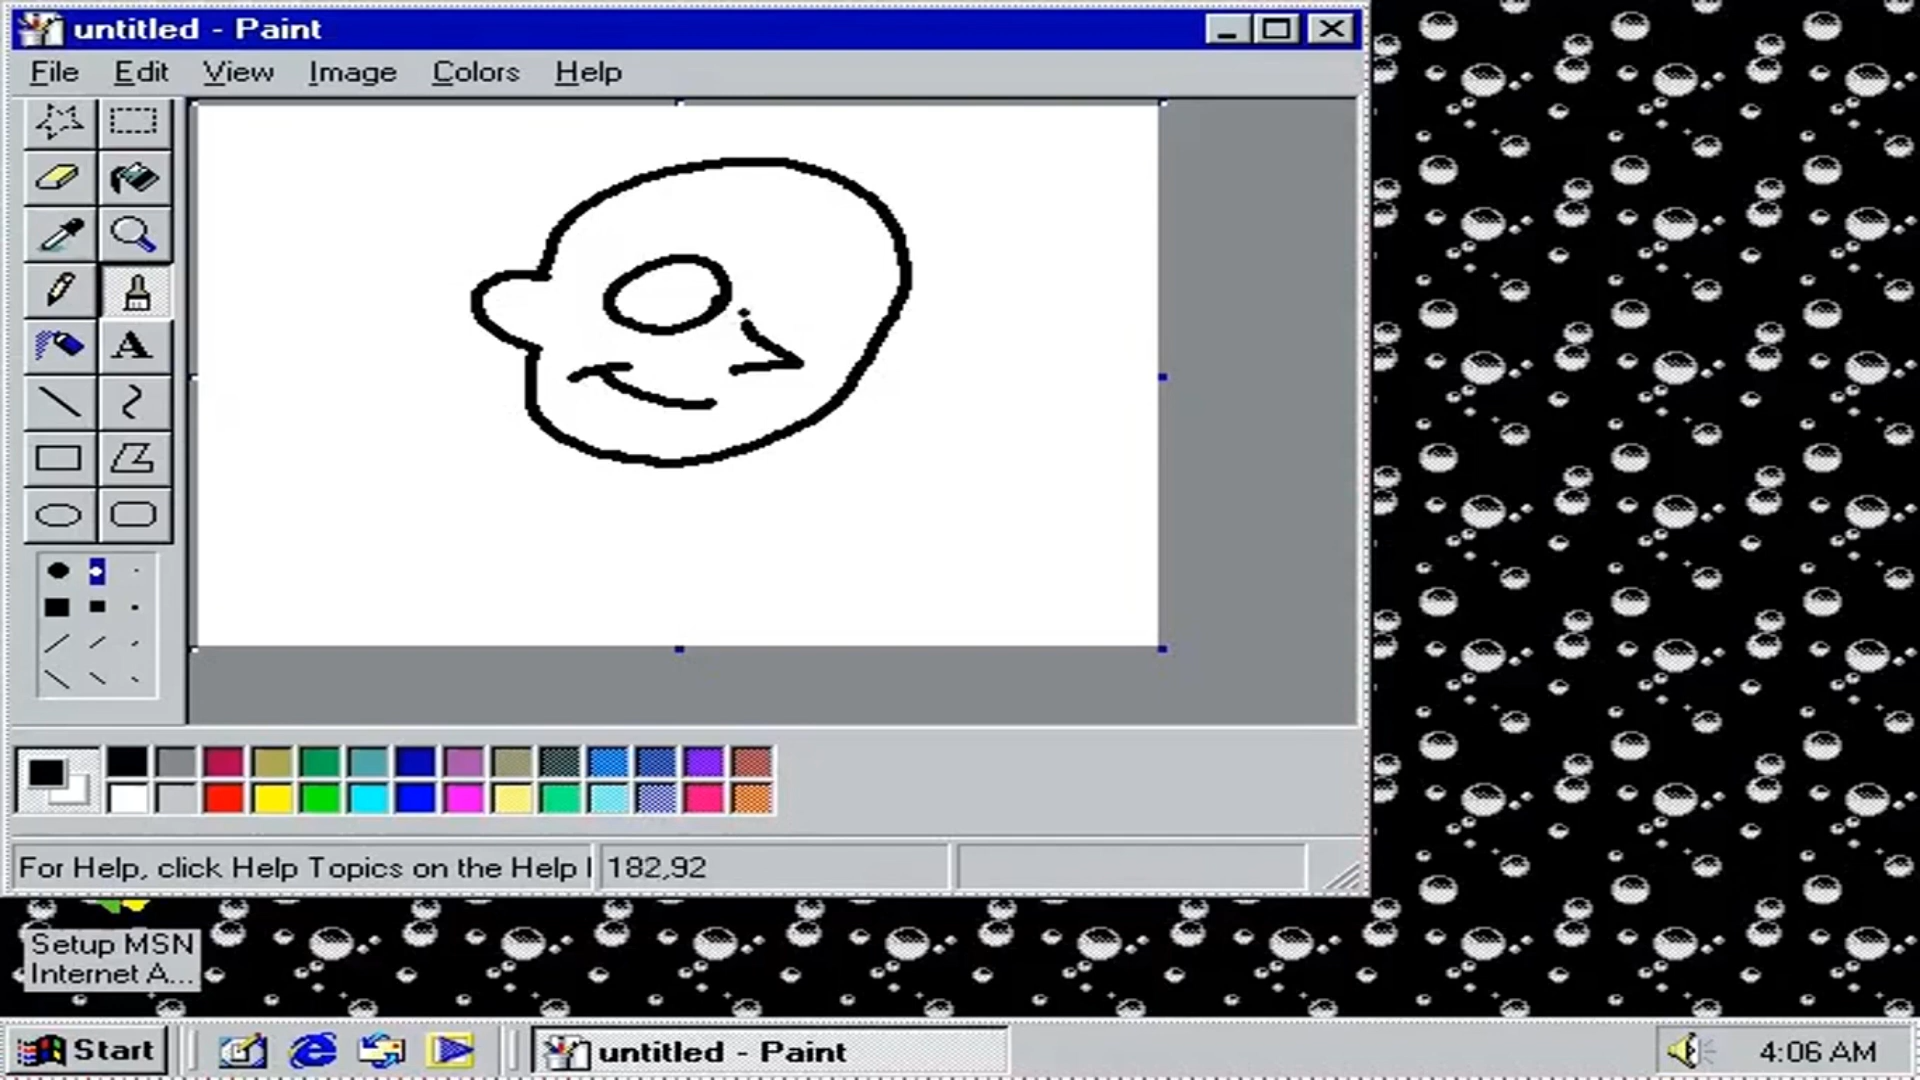 untitled - Paint
File Edit View Image Colors Help
A
For Help, click Help Topics on the Help
182,92
Setup MSN
Internet A...
Start
untitled - Paint
4:06 AM